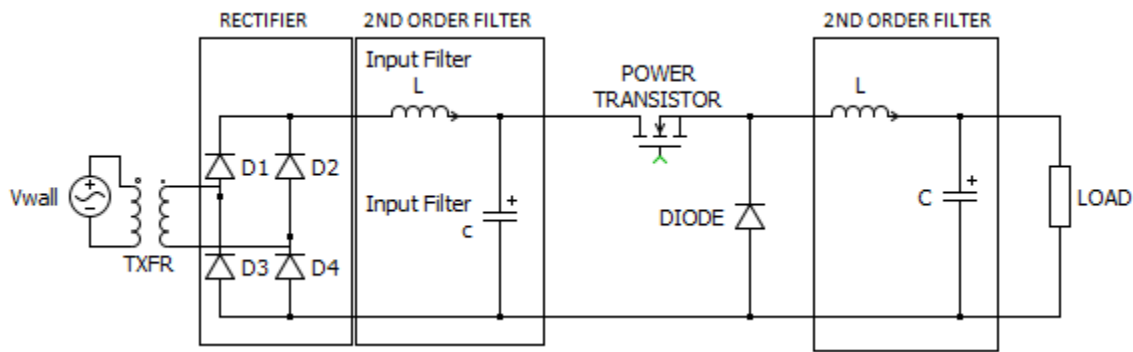 RECTIFIER
2ND ORDER FILTER
2ND ORDER FILTER
Input Filter
L
POWER
TRANSISTOR
L
D1
D2
Vwall
Input Filter
c
DIODE
C
LOAD
TXFR
D3
D4